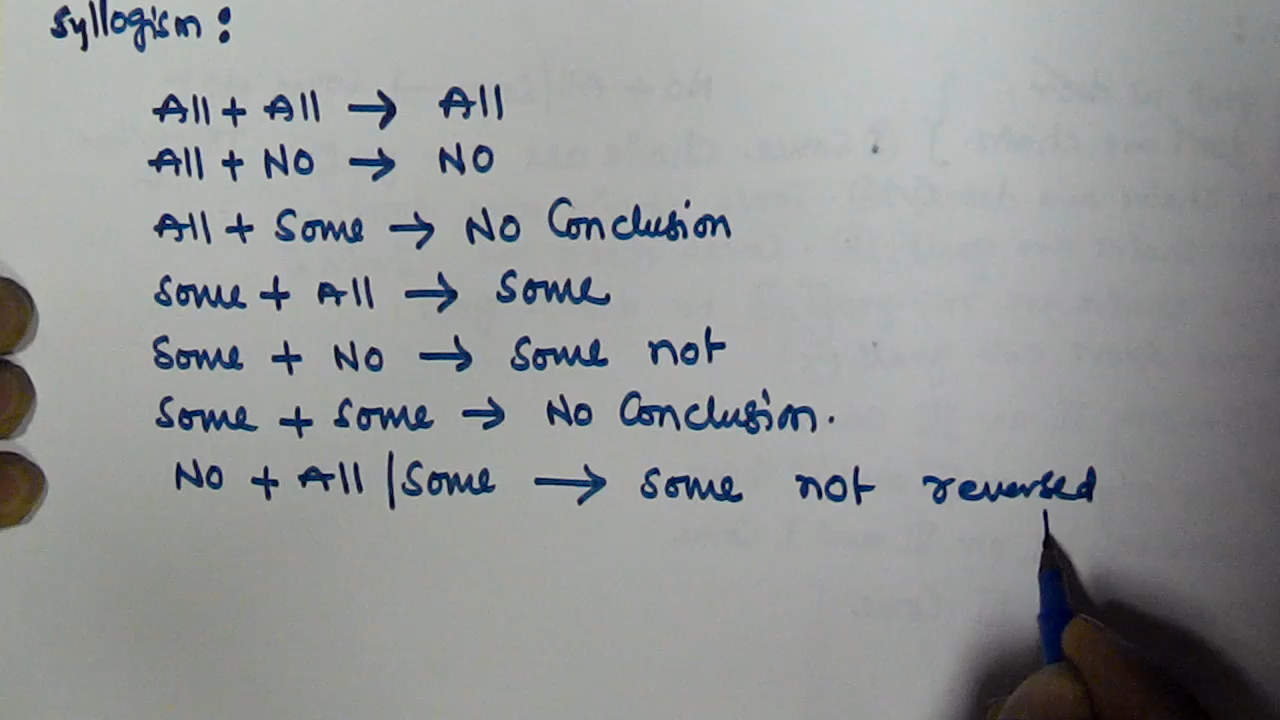 Syllogism :
All + All → All
All + No → No
All + Some → No Conclusion
Some + All → Some
Some + No → Some not
Some + Some → No Conclusion.
No + All | Some → Some not reversed